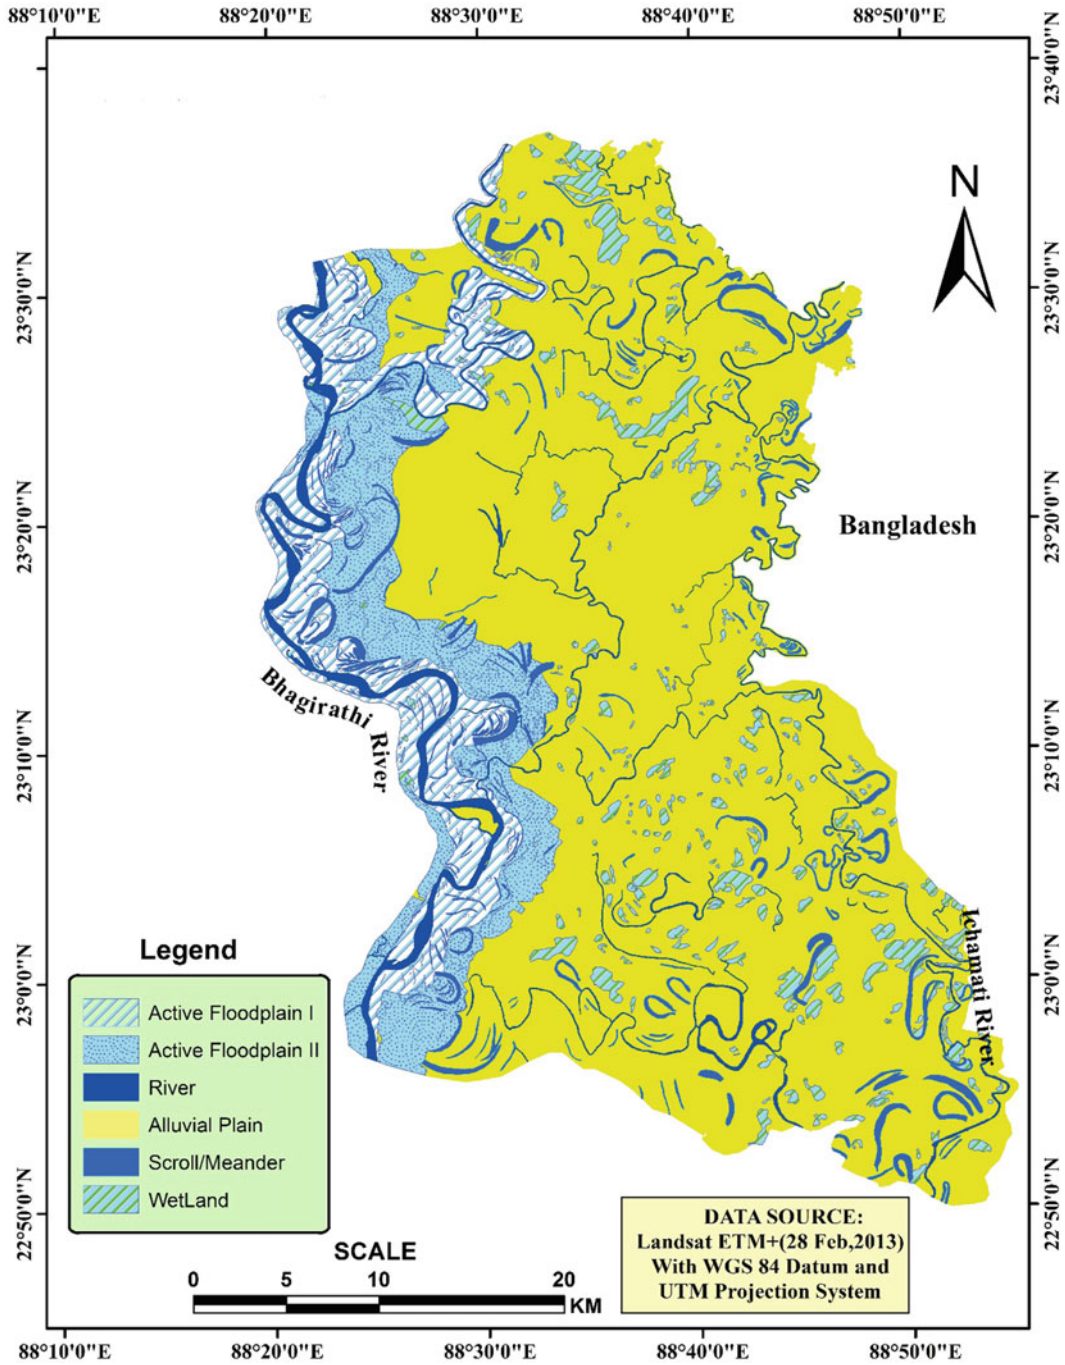 88°10'0"E 88°20'0"E 88°30'0"E 88°40'0"E 88°50'0"E
23°40'0"N
N
23°30'0"N
23°30'0"N
23°20'0"N
23°20'0"N
Bangladesh
Bhagirathi River
23°10'0"N
23°10'0"N
Ichamati River
23°0'0"N
23°0'0"N
Legend
Active Floodplain I
Active Floodplain II
River
Alluvial Plain
Scroll/Meander
WetLand
22°50'0"N
22°50'0"N
SCALE
0 5 10 20
KM
DATA SOURCE:
Landsat ETM+(28 Feb,2013)
With WGS 84 Datum and
UTM Projection System
88°10'0"E 88°20'0"E 88°30'0"E 88°40'0"E 88°50'0"E